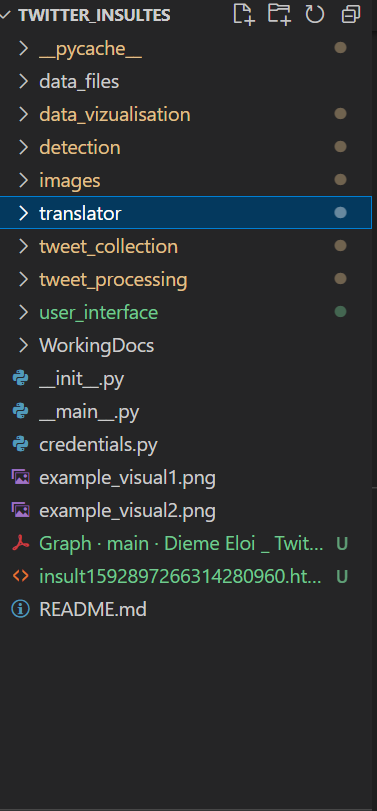 TWITTER_INSULTES
__pycache__
data_files
data_vizualisation
detection
images
translator
tweet_collection
tweet_processing
user_interface
WorkingDocs
__init__.py
__main__.py
credentials.py
example_visual1.png
example_visual2.png
Graph · main · Dieme Eloi _ Twit... U
insult1592897266314280960.ht... U
README.md